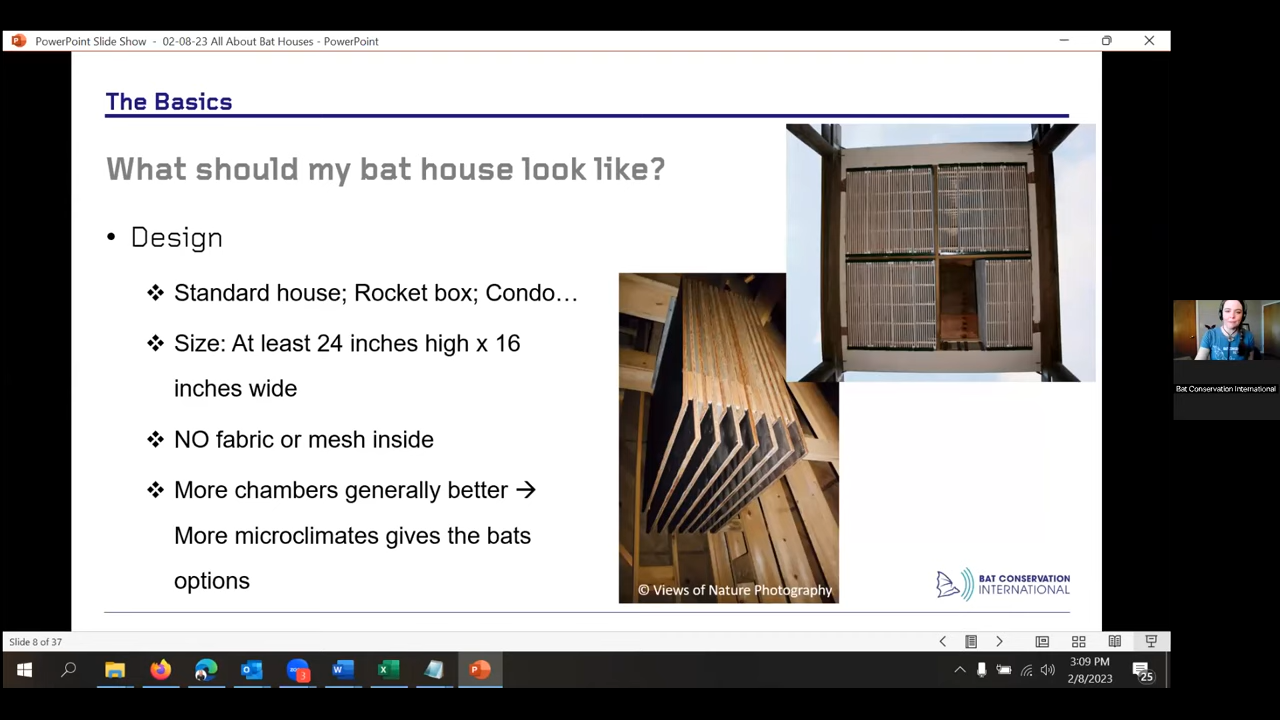 PowerPoint Slide Show - 02-08-23 All About Bat Houses - PowerPoint
The Basics
What should my bat house look like?
• Design
❖ Standard house; Rocket box; Condo…
❖ Size: At least 24 inches high x 16
inches wide
❖ NO fabric or mesh inside
❖ More chambers generally better →
More microclimates gives the bats
options
© Views of Nature Photography
BAT CONSERVATION
INTERNATIONAL
Bat Conservation International
Slide 8 of 37
3
3:09 PM
2/8/2023
25